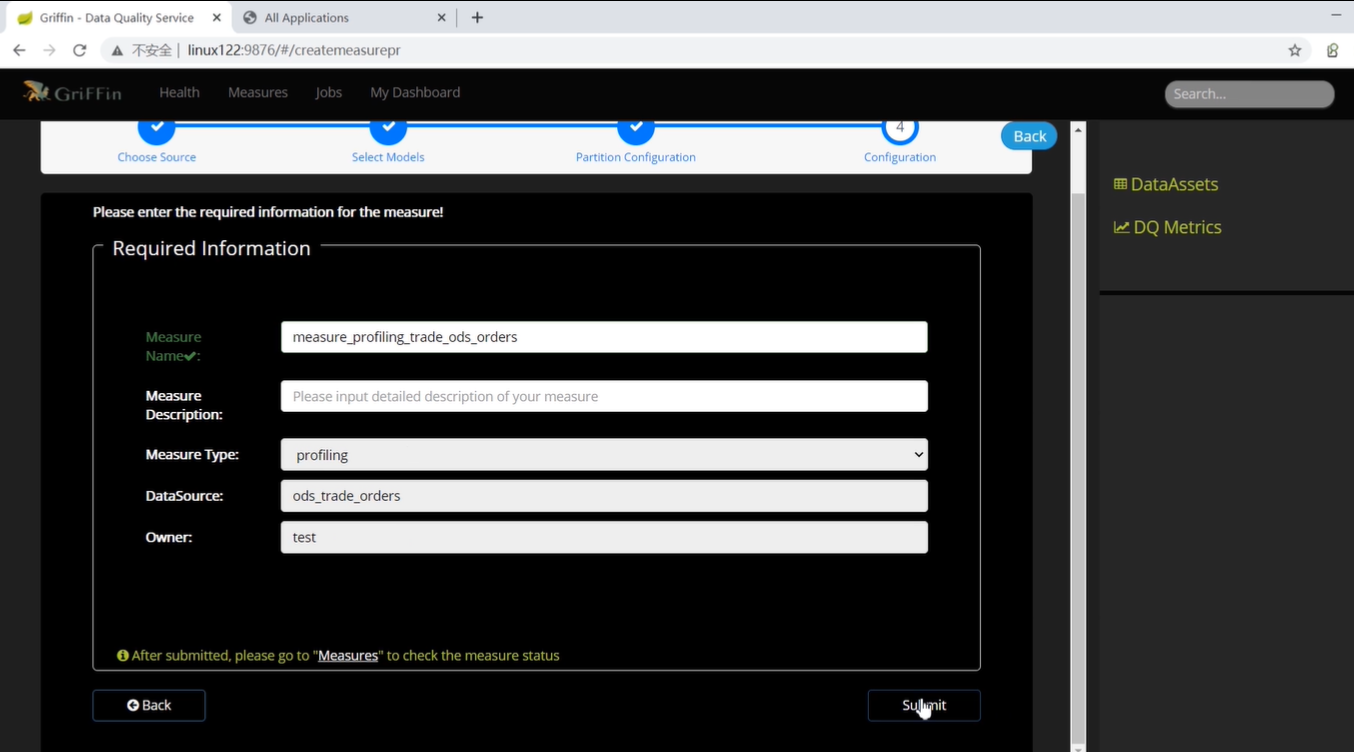 Griffin - Data Quality Service
All Applications
不安全 | linux122:9876/#/createmeasurepr
GriFFin
Health
Measures
Jobs
My Dashboard
Search...
4
Back
Choose Source
Select Models
Partition Configuration
Configuration
DataAssets
DQ Metrics
Please enter the required information for the measure!
Required Information
Measure
Name:
measure_profiling_trade_ods_orders
Measure
Description:
Please input detailed description of your measure
Measure Type:
profiling
DataSource:
ods_trade_orders
Owner:
test
After submitted, please go to "Measures" to check the measure status
Back
Submit